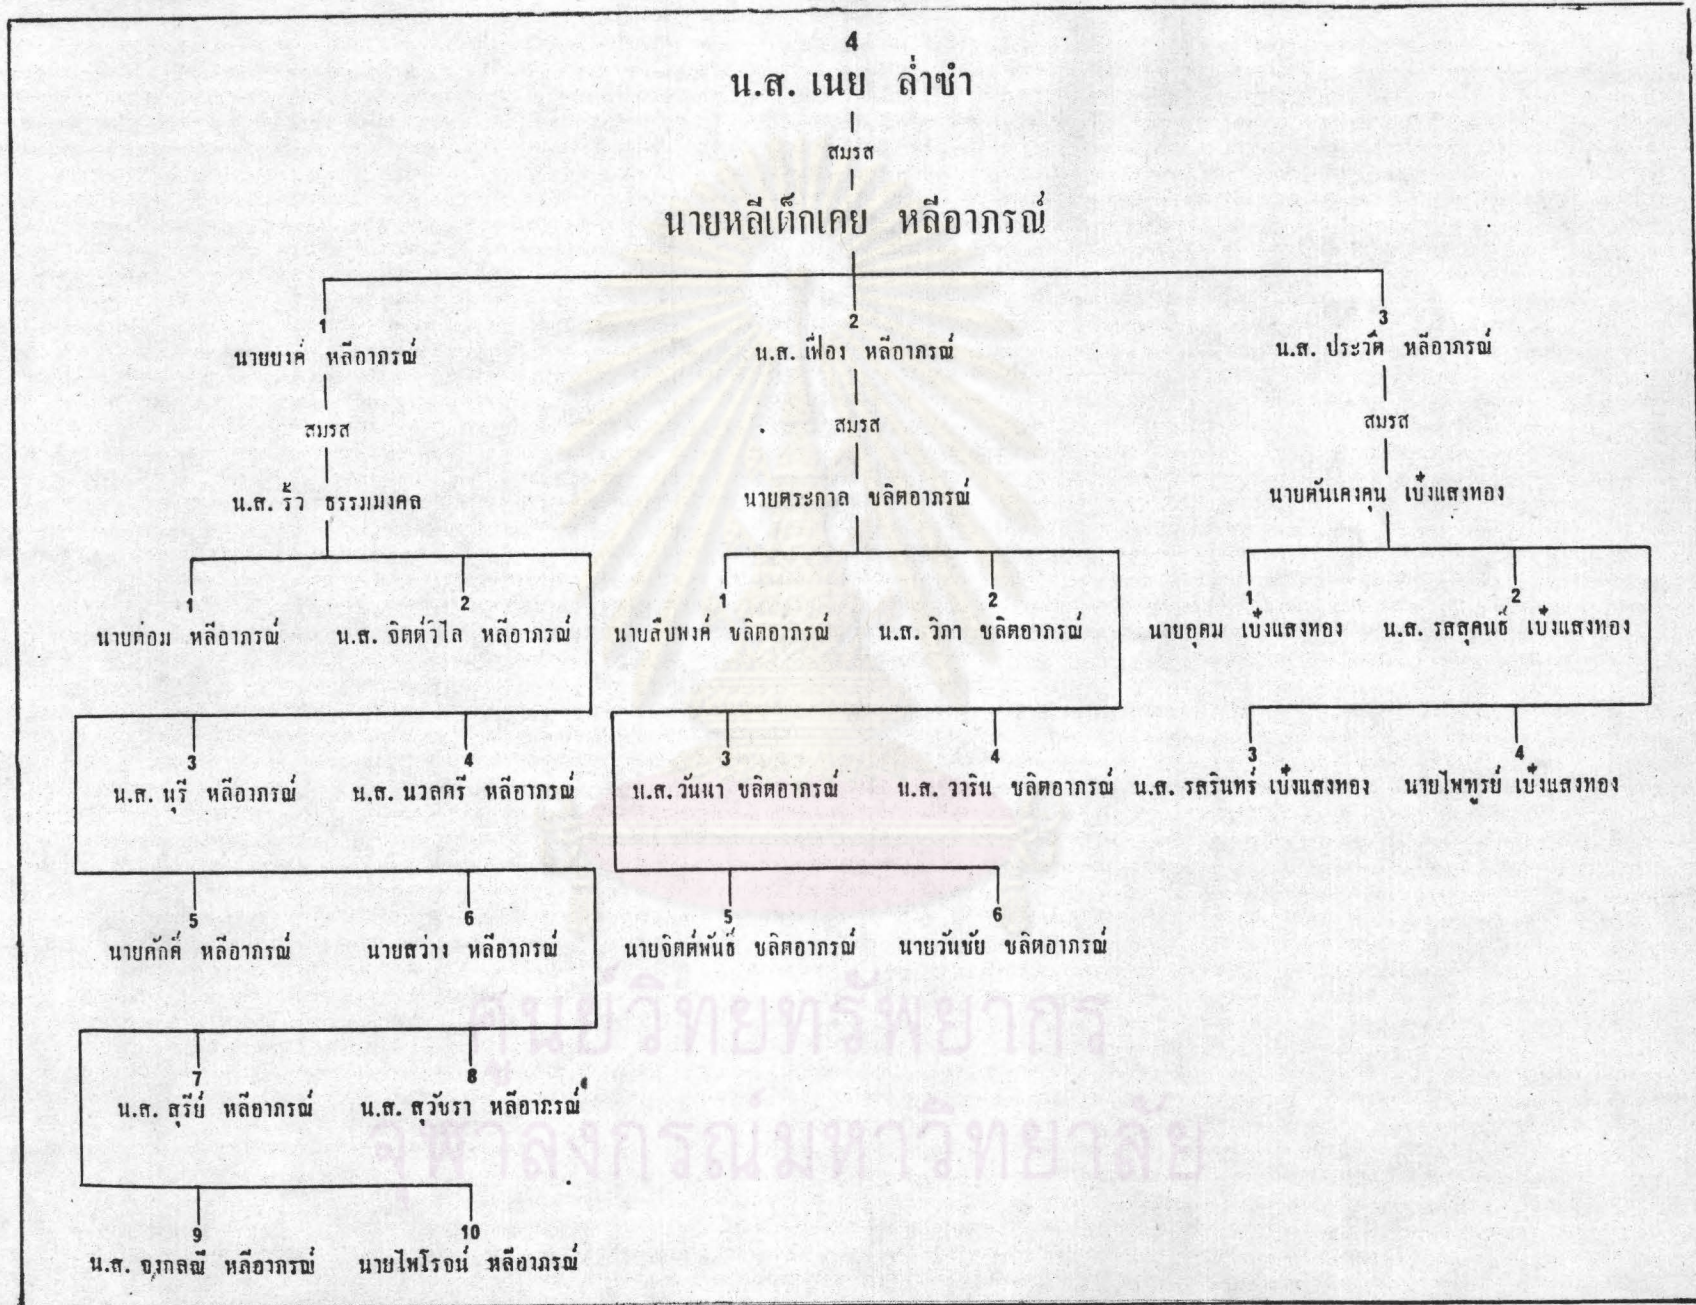 4
น.ส. เนย ล่ำซำ
สมรส
นายหลีเต็กเคย หลีอาภรณ์
1 2 3
นายยงค์ หลีอาภรณ์ น.ส. เฟื่อง หลีอาภรณ์ น.ส. ประวัติ หลีอาภรณ์
สมรส สมรส สมรส
น.ส. ริ้ว ธรรมมงคล นายตระกาล ชลิตอาภรณ์ นายตันเคงคุน เบ๊งแสงทอง
1 2 1 2 1 2
นายต่อม หลีอาภรณ์ น.ส. จิตต์วิไล หลีอาภรณ์ นายสืบพงค์ ชลิตอาภรณ์ น.ส. วิภา ชลิตอาภรณ์ นายอุดม เบ๊งแสงทอง น.ส. รสสุคนธ์ เบ๊งแสงทอง
3 4 3 4 3 4
น.ส. นุรี หลีอาภรณ์ น.ส. นวลศรี หลีอาภรณ์ น.ส. วันนา ชลิตอาภรณ์ น.ส. วาริน ชลิตอาภรณ์ น.ส. รสรินทร์ เบ๊งแสงทอง นายไพฑูรย์ เบ๊งแสงทอง
5 6 5 6
นายศักดิ์ หลีอาภรณ์ นายสว่าง หลีอาภรณ์ นายจิตต์พันธ์ ชลิตอาภรณ์ นายวันชัย ชลิตอาภรณ์
ศูนย์วิทยทรัพยากร
7 8
น.ส. สุรีย์ หลีอาภรณ์ น.ส. สุวัชรา หลีอาภรณ์
จุฬาลงกรณ์มหาวิทยาลัย
9 10
น.ส. จงกลณี หลีอาภรณ์ นายไพโรจน์ หลีอาภรณ์